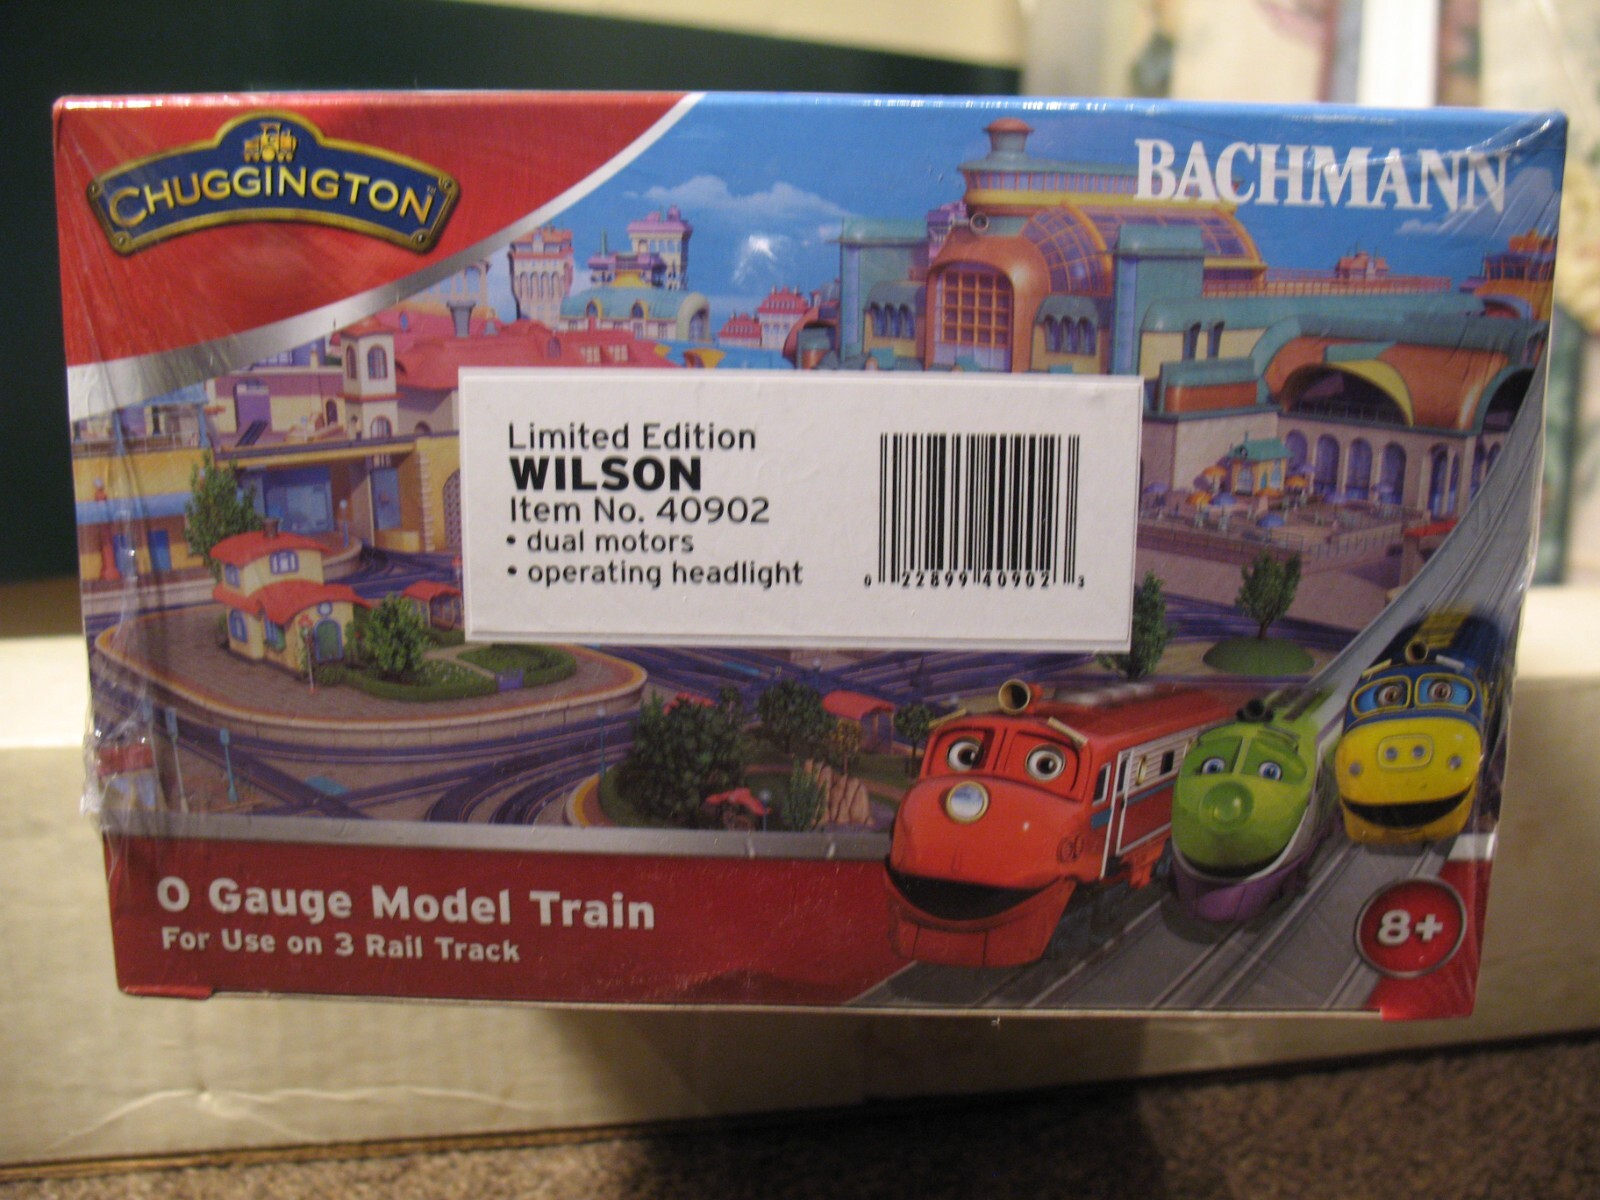 CHUGGINGTON™
BACHMANN
Limited Edition
WILSON
Item No. 40902
• dual motors
• operating headlight
0 22899 40902 3
O Gauge Model Train
For Use on 3 Rail Track
8+